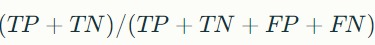 (TP + TN)/(TP + TN + FP + FN)